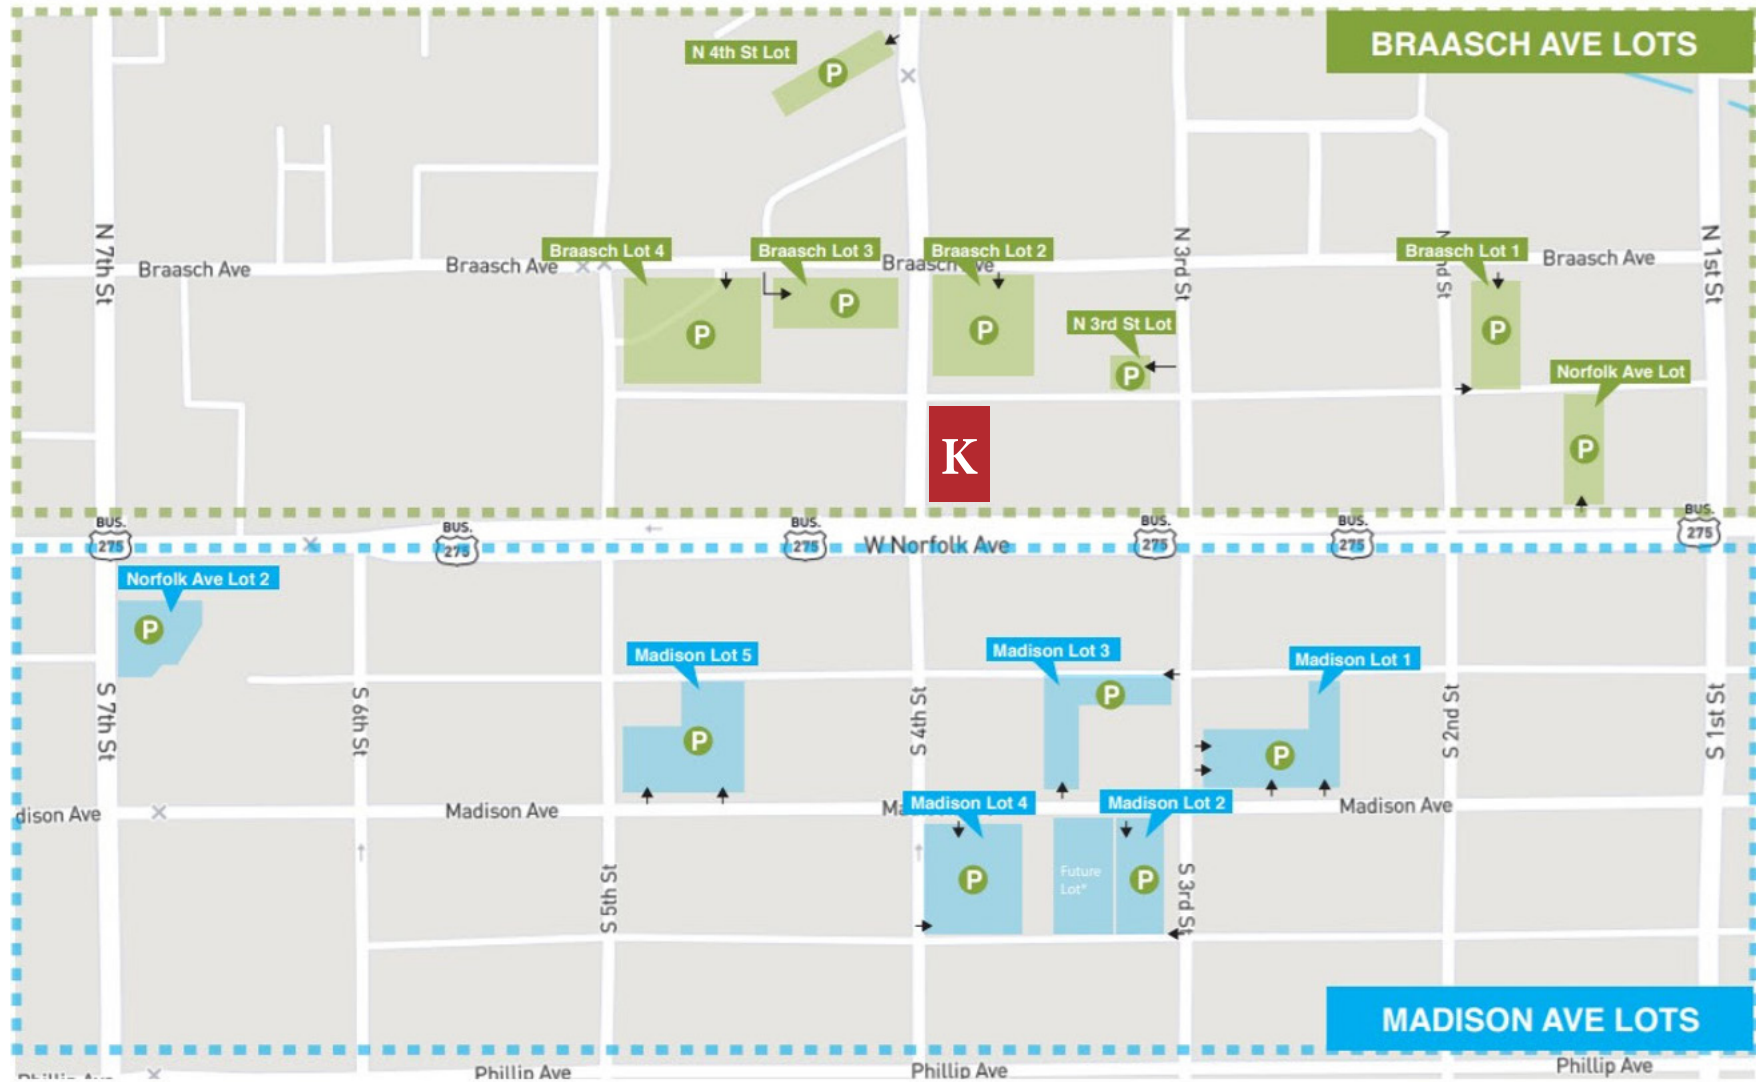 BRAASCH AVE LOTS
N 4th St Lot
N 7th St
Braasch Ave
Braasch Ave
Braasch Lot 4
Braasch Lot 3
Braasch Ave
Braasch Lot 2
N 3rd St
Braasch Lot 1
Braasch Ave
N 1st St
N 3rd St Lot
Norfolk Ave Lot
P
P
P
P
P
P
P
K
BUS.
275
BUS.
275
BUS.
275
W Norfolk Ave
BUS.
275
BUS.
275
BUS.
275
Norfolk Ave Lot 2
P
Madison Lot 5
Madison Lot 3
Madison Lot 1
P
P
P
S 7th St
S 6th St
S 4th St
S 2nd St
S 1st St
dison Ave
Madison Ave
Madison Lot 4
Madison Lot 2
Madison Ave
P
Future
Lot*
P
S 5th St
S 3rd St
MADISON AVE LOTS
Phillip Ave
Phillip Ave
Phillip Ave